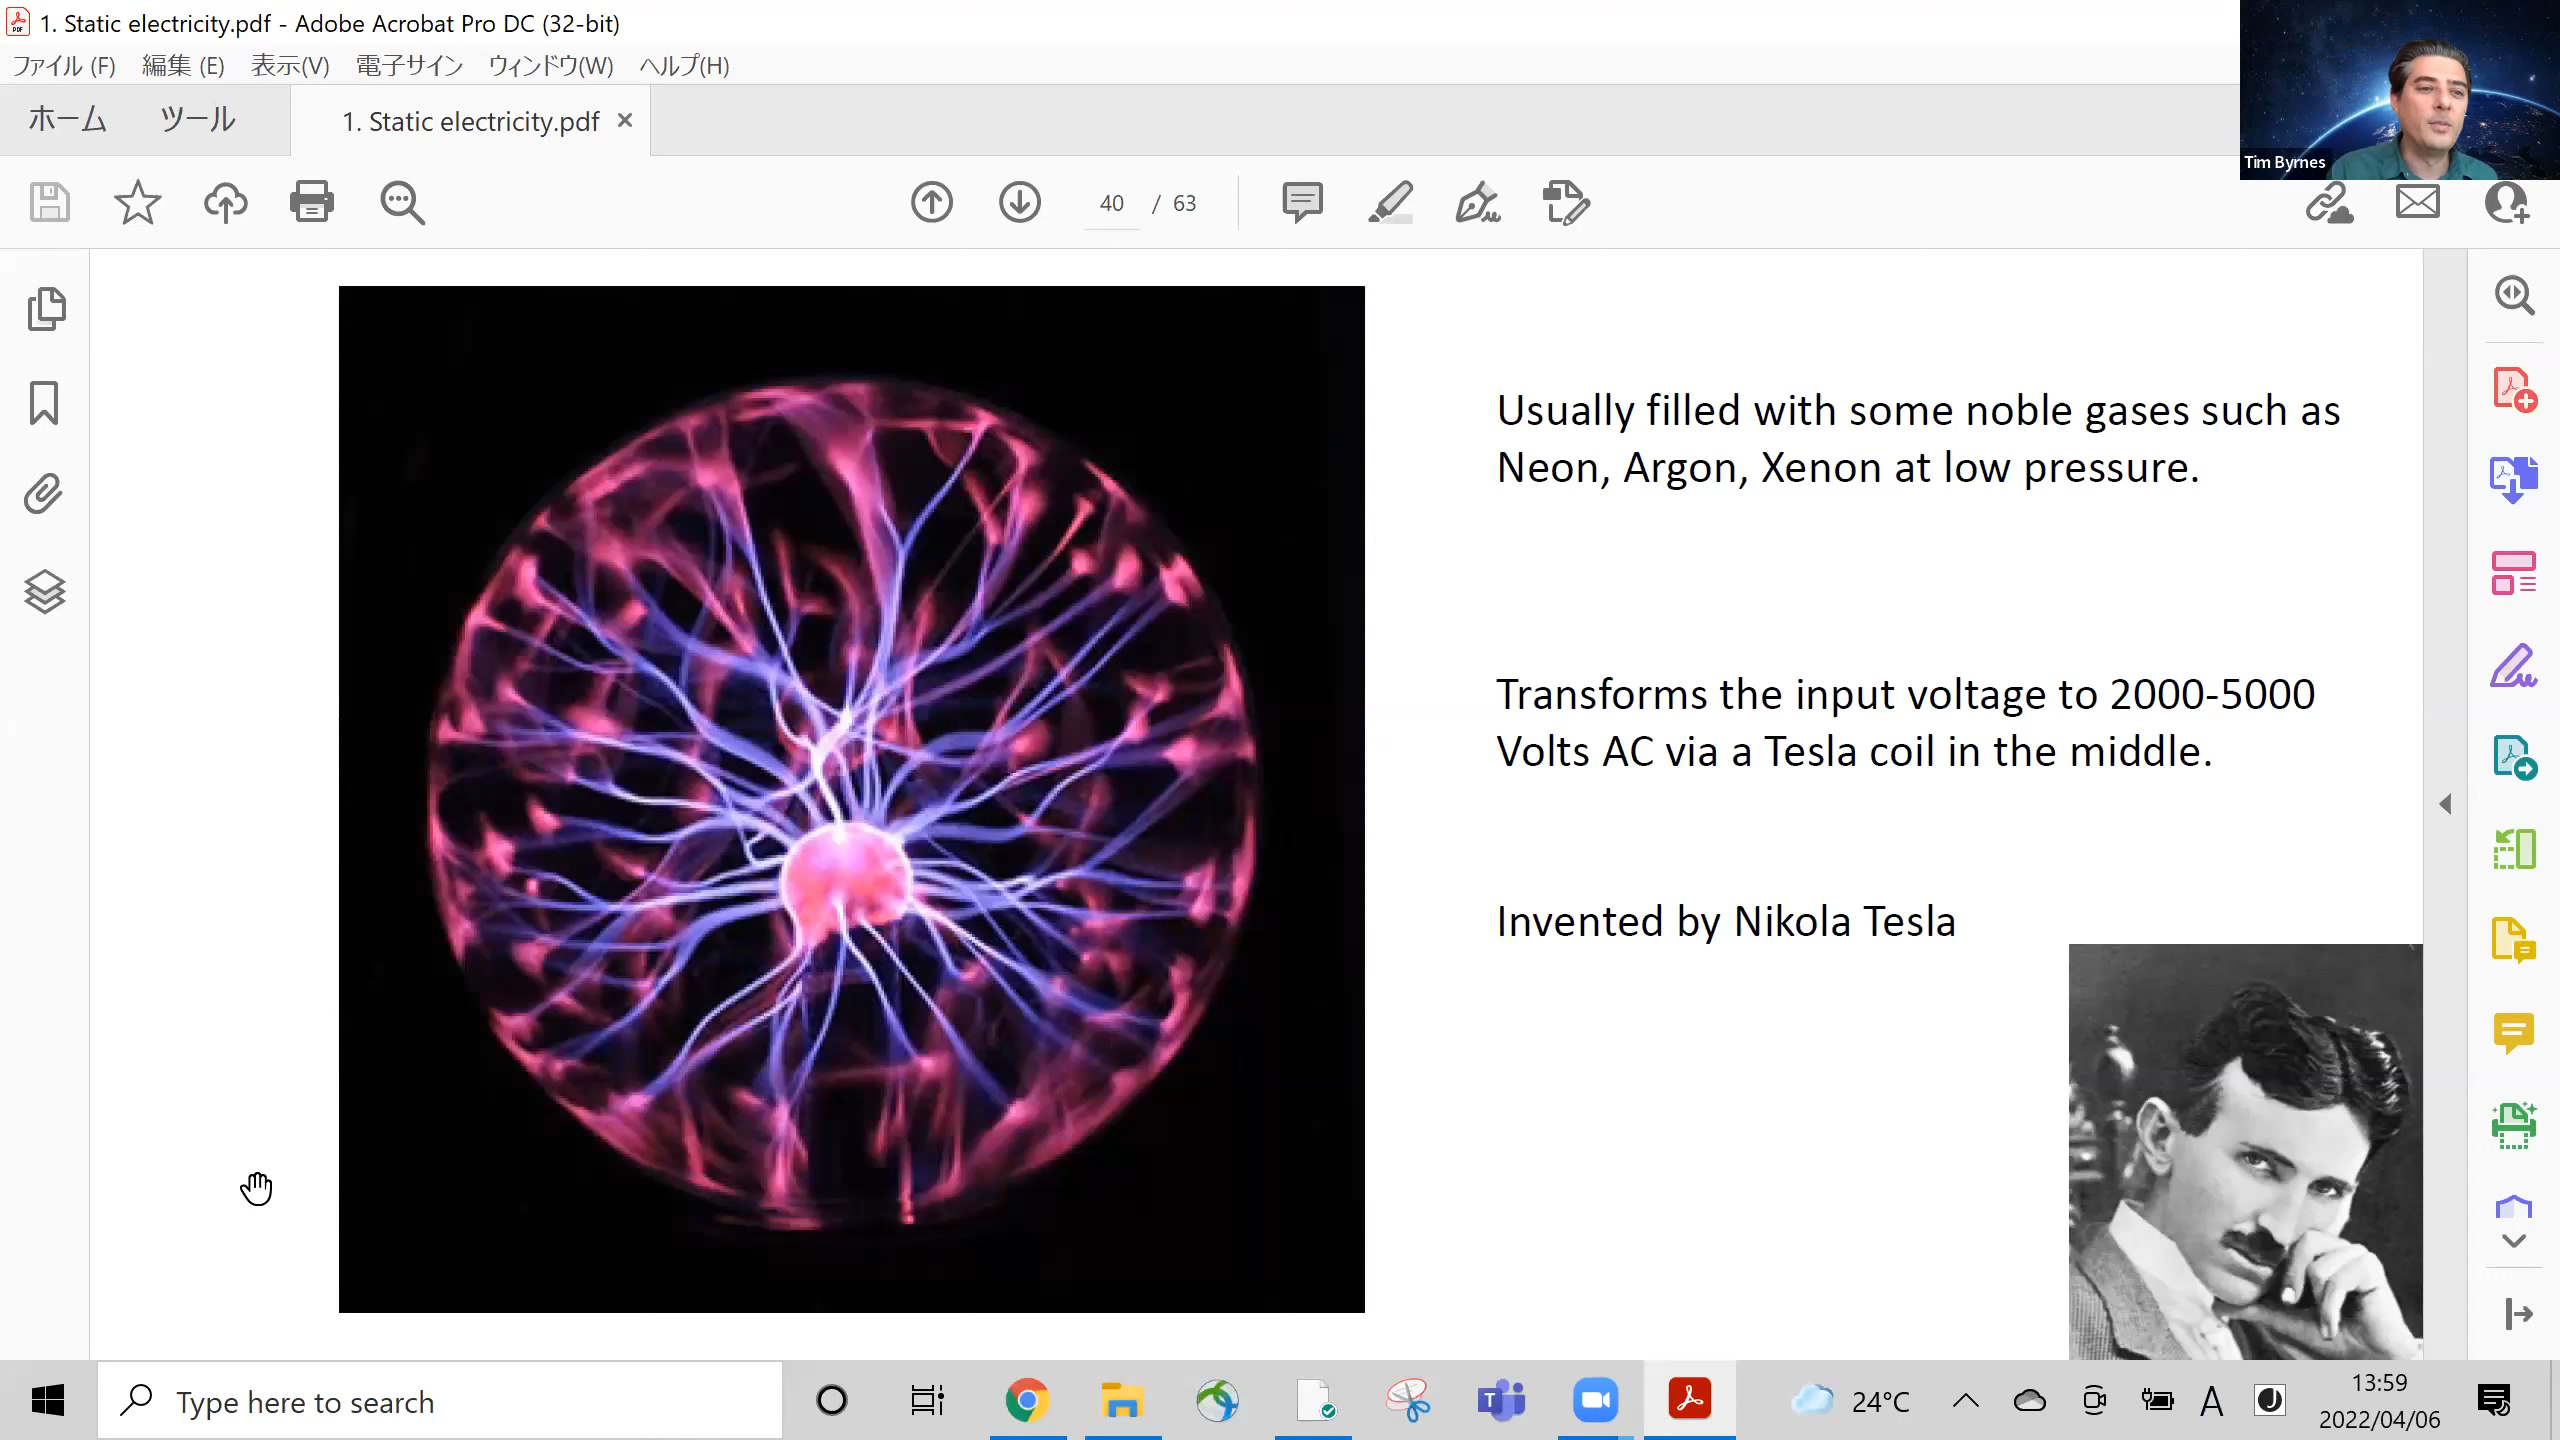 1. Static electricity.pdf - Adobe Acrobat Pro DC (32-bit)
ファイル (F) 編集 (E) 表示(V) 電子サイン ウィンドウ(W) ヘルプ(H)
ホーム ツール 1. Static electricity.pdf ×
Tim Byrnes
40 / 63
Usually filled with some noble gases such as
Neon, Argon, Xenon at low pressure.
Transforms the input voltage to 2000-5000
Volts AC via a Tesla coil in the middle.
Invented by Nikola Tesla
Type here to search
24°C
A
J
13:59
2022/04/06